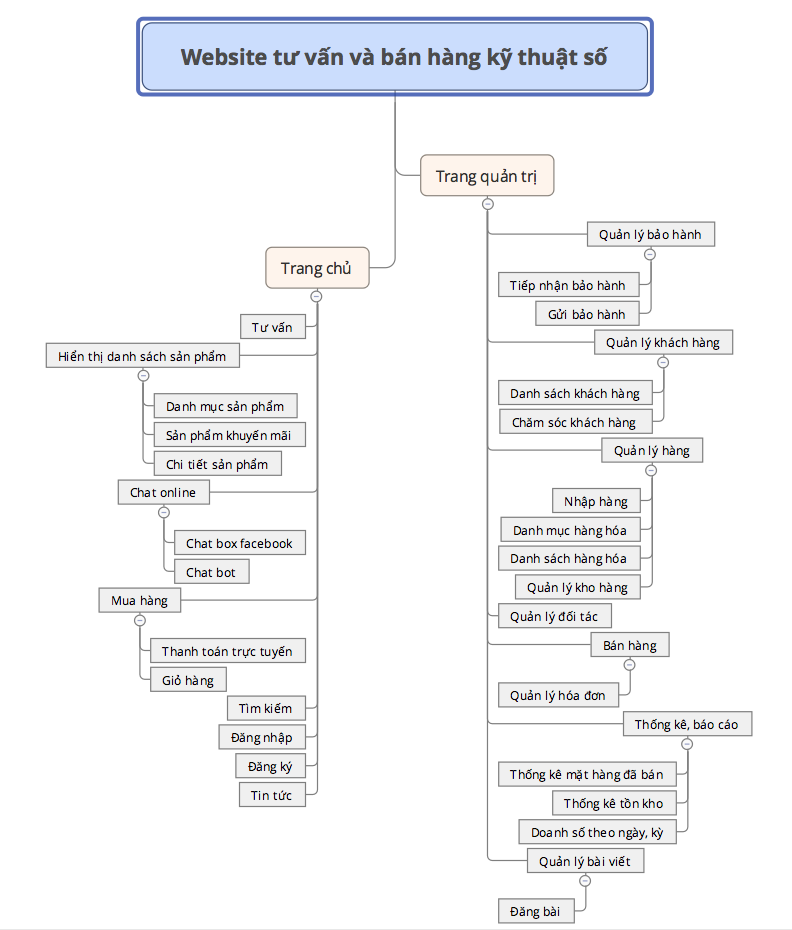 Website tư vấn và bán hàng kỹ thuật số
Trang chủ
Tư vấn
Hiển thị danh sách sản phẩm
Danh mục sản phẩm
Sản phẩm khuyến mãi
Chi tiết sản phẩm
Chat online
Chat box facebook
Chat bot
Mua hàng
Thanh toán trực tuyến
Giỏ hàng
Tìm kiếm
Đăng nhập
Đăng ký
Tin tức
Trang quản trị
Quản lý bảo hành
Tiếp nhận bảo hành
Gửi bảo hành
Quản lý khách hàng
Danh sách khách hàng
Chăm sóc khách hàng
Quản lý hàng
Nhập hàng
Danh mục hàng hóa
Danh sách hàng hóa
Quản lý kho hàng
Quản lý đối tác
Bán hàng
Quản lý hóa đơn
Thống kê, báo cáo
Thống kê mặt hàng đã bán
Thống kê tồn kho
Doanh số theo ngày, kỳ
Quản lý bài viết
Đăng bài